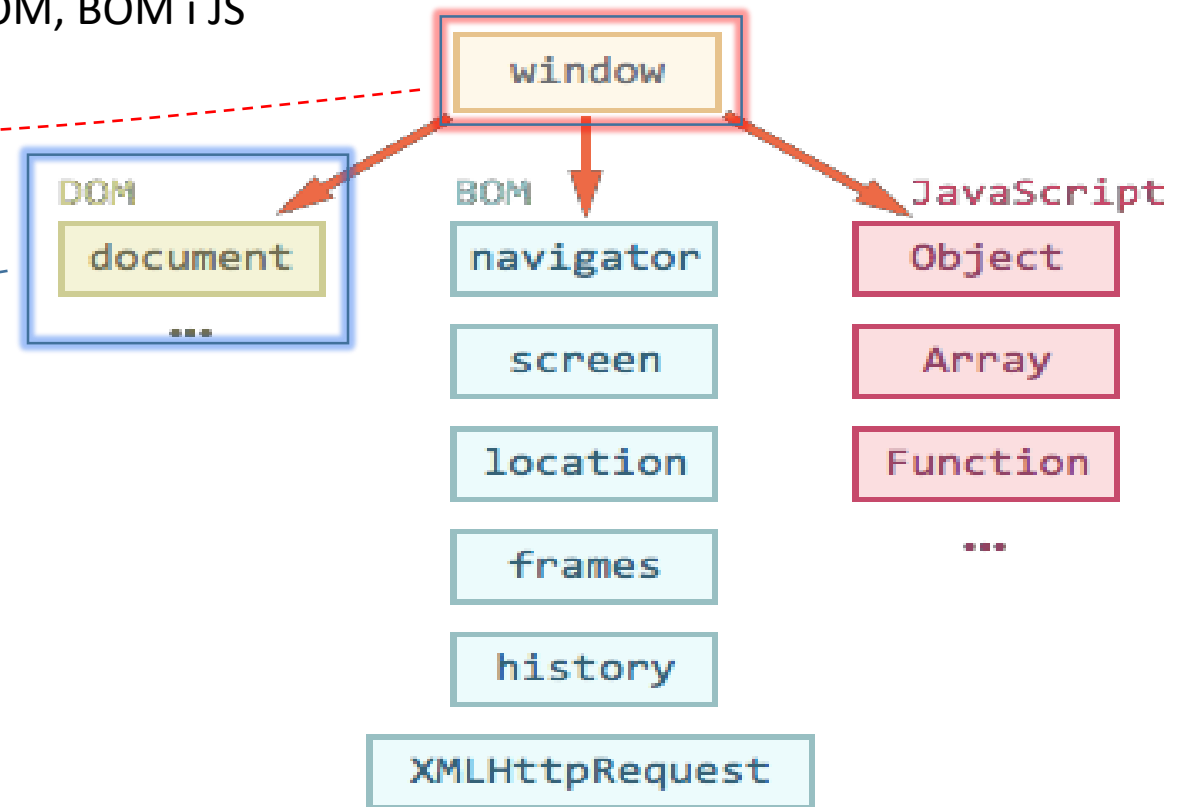 OM, BOM i JS
window
DOM
document
...
BOM
navigator
screen
location
frames
history
XMLHttpRequest
JavaScript
Object
Array
Function
...